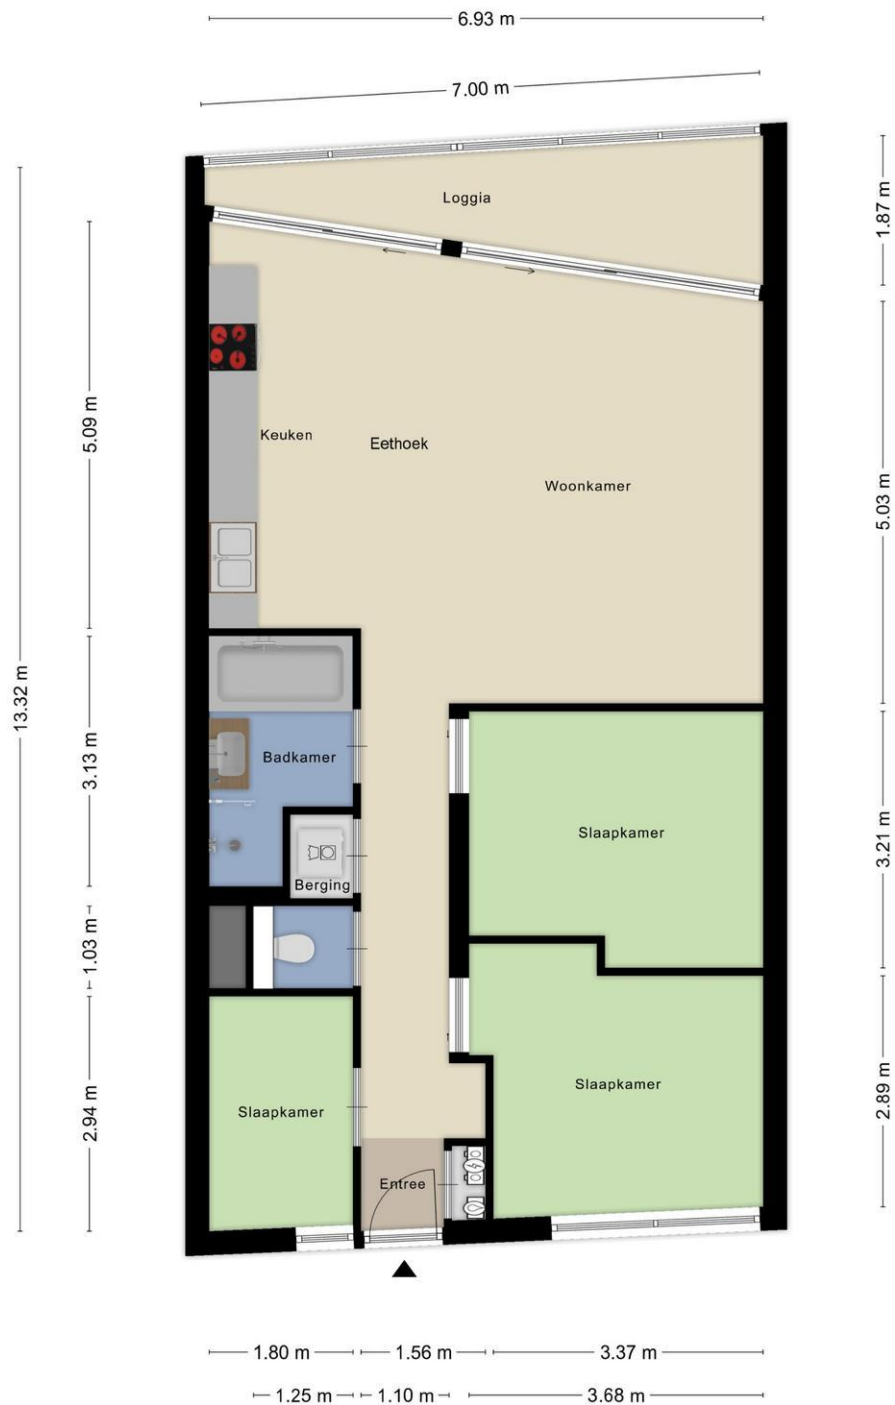 6.93 m
7.00 m
Loggia
1.87 m
5.09 m
Keuken
Eethoek
Woonkamer
5.03 m
13.32 m
3.13 m
Badkamer
Slaapkamer
3.21 m
Berging
1.03 m
Slaapkamer
2.94 m
Slaapkamer
2.89 m
Entree
1.80 m
1.56 m
3.37 m
1.25 m
1.10 m
3.68 m